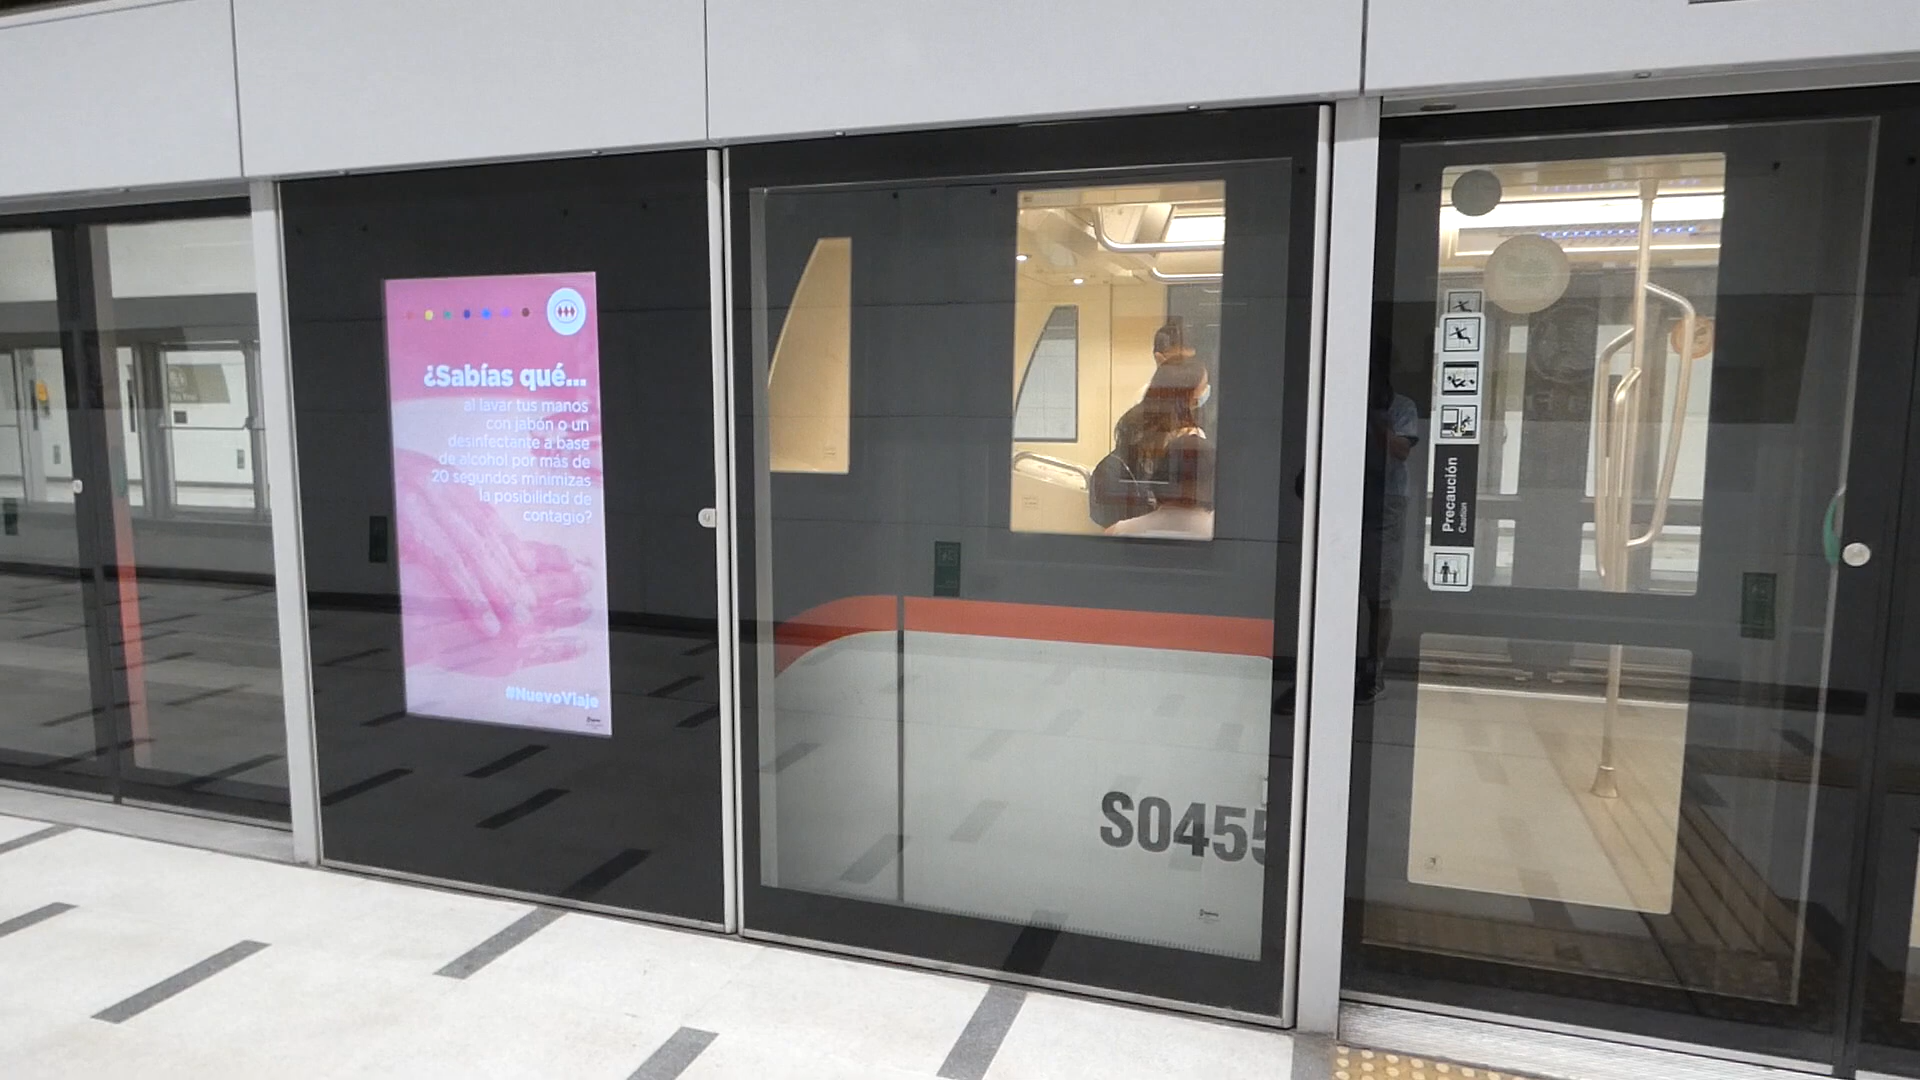 ¿Sabías qué...
al lavar tus manos
con jabón o un
desinfectante a base
de alcohol por más de
20 segundos minimizas
la posibilidad de
contagio?
#NuevoViaje
S0455
Precaución
Caution